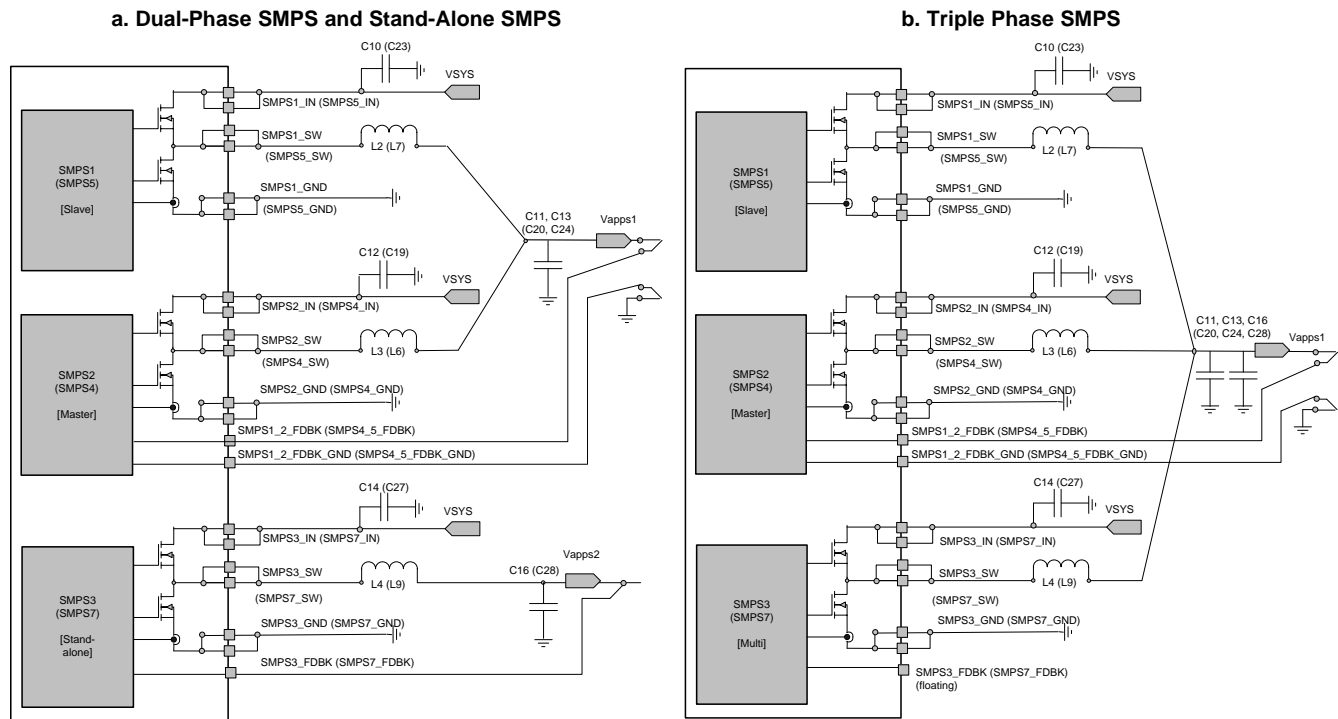 a. Dual-Phase SMPS and Stand-Alone SMPS
C10 (C23)
VSYS
SMPS1_IN (SMPS5_IN)
SMPS1_SW
(SMPS5_SW)
L2 (L7)
SMPS1
(SMPS5)
[Slave]
SMPS1_GND
(SMPS5_GND)
C11, C13
(C20, C24)
Vapps1
C12 (C19)
VSYS
SMPS2_IN (SMPS4_IN)
SMPS2_SW
(SMPS4_SW)
L3 (L6)
SMPS2
(SMPS4)
[Master]
SMPS2_GND (SMPS4_GND)
SMPS1_2_FDBK (SMPS4_5_FDBK)
SMPS1_2_FDBK_GND (SMPS4_5_FDBK_GND)
C14 (C27)
VSYS
SMPS3_IN (SMPS7_IN)
SMPS3_SW
(SMPS7_SW)
L4 (L9)
C16 (C28)
Vapps2
SMPS3
(SMPS7)
[Stand-
alone]
SMPS3_GND (SMPS7_GND)
SMPS3_FDBK (SMPS7_FDBK)
b. Triple Phase SMPS
C10 (C23)
VSYS
SMPS1_IN (SMPS5_IN)
SMPS1_SW
(SMPS5_SW)
L2 (L7)
SMPS1
(SMPS5)
[Slave]
SMPS1_GND
(SMPS5_GND)
C12 (C19)
VSYS
SMPS2_IN (SMPS4_IN)
SMPS2_SW
(SMPS4_SW)
L3 (L6)
C11, C13, C16
(C20, C24, C28)
Vapps1
SMPS2
(SMPS4)
[Master]
SMPS2_GND (SMPS4_GND)
SMPS1_2_FDBK (SMPS4_5_FDBK)
SMPS1_2_FDBK_GND (SMPS4_5_FDBK_GND)
C14 (C27)
VSYS
SMPS3_IN (SMPS7_IN)
SMPS3_SW
(SMPS7_SW)
L4 (L9)
SMPS3
(SMPS7)
[Multi]
SMPS3_GND (SMPS7_GND)
SMPS3_FDBK (SMPS7_FDBK)
(floating)